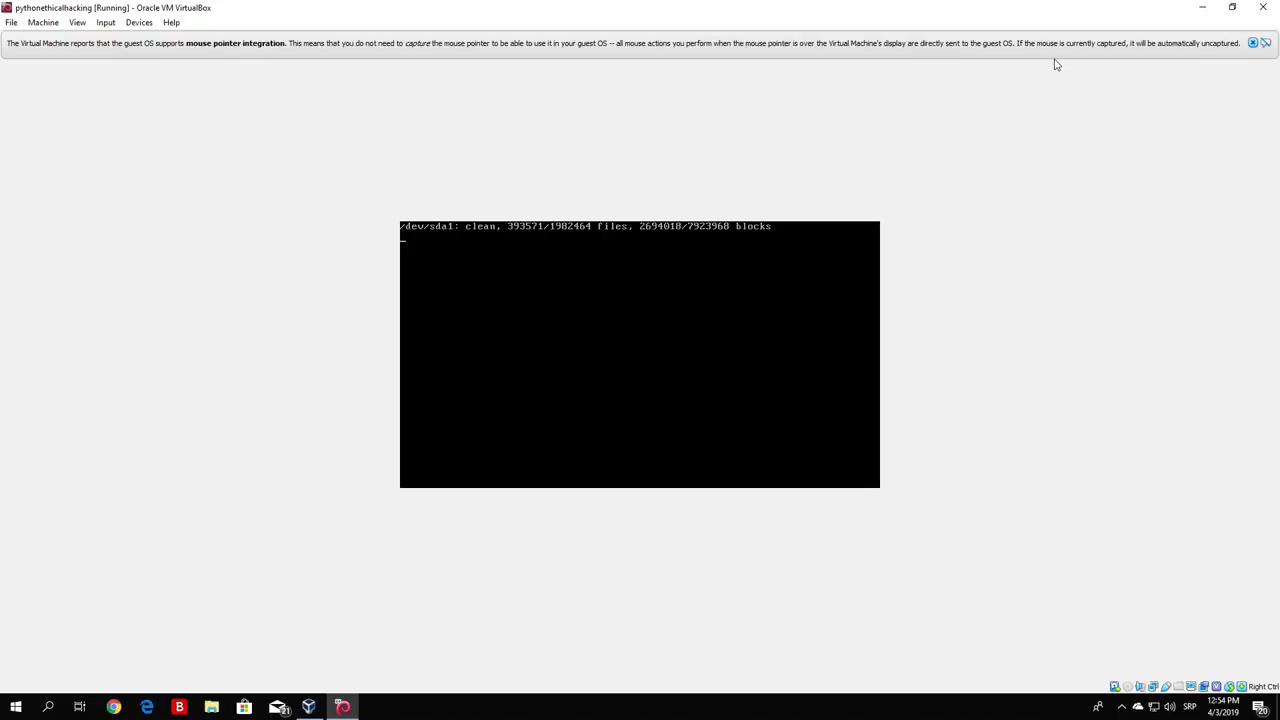 pythonethicalhacking [Running] - Oracle VM VirtualBox
File Machine View Input Devices Help
The Virtual Machine reports that the guest OS supports mouse pointer integration. This means that you do not need to capture the mouse pointer to be able to use it in your guest OS -- all mouse actions you perform when the mouse pointer is over the Virtual Machine's display are directly sent to the guest OS. If the mouse is currently captured, it will be automatically uncaptured.
/dev/sda1: clean, 393571/1982464 files, 2694018/7923968 blocks
Right Ctrl
B
21
SRP
12:54 PM
4/3/2019
20